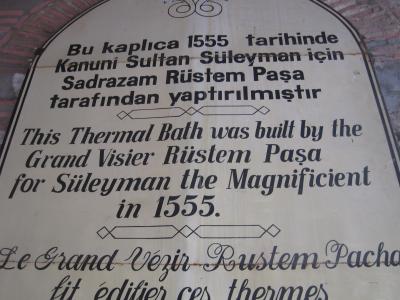 Bu kaplıca 1555 tarihinde
Kanuni Sultan Süleyman için
Sadrazam Rüstem Paşa
tarafından yaptırılmıştır
This Thermal Bath was built by the
Grand Visier Rüstem Paşa
for Süleyman the Magnificient
in 1555.
Le Grand Vézir Rustem Pacha
fit édifier ces thermes